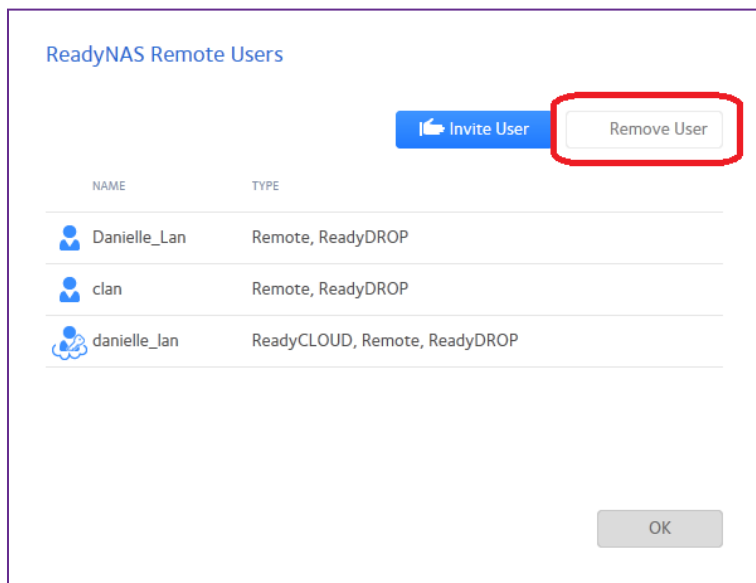 ReadyNAS Remote Users
Invite User Remove User
NAME TYPE
Danielle_Lan Remote, ReadyDROP
clan Remote, ReadyDROP
danielle_lan ReadyCLOUD, Remote, ReadyDROP
OK